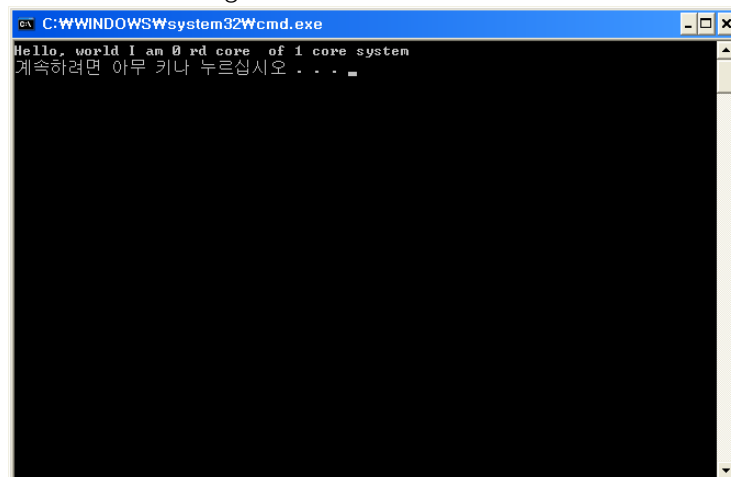 C:\WINDOWS\system32\cmd.exe
Hello, world I am 0 rd core  of 1 core system
계속하려면 아무 키나 누르십시오 . . .